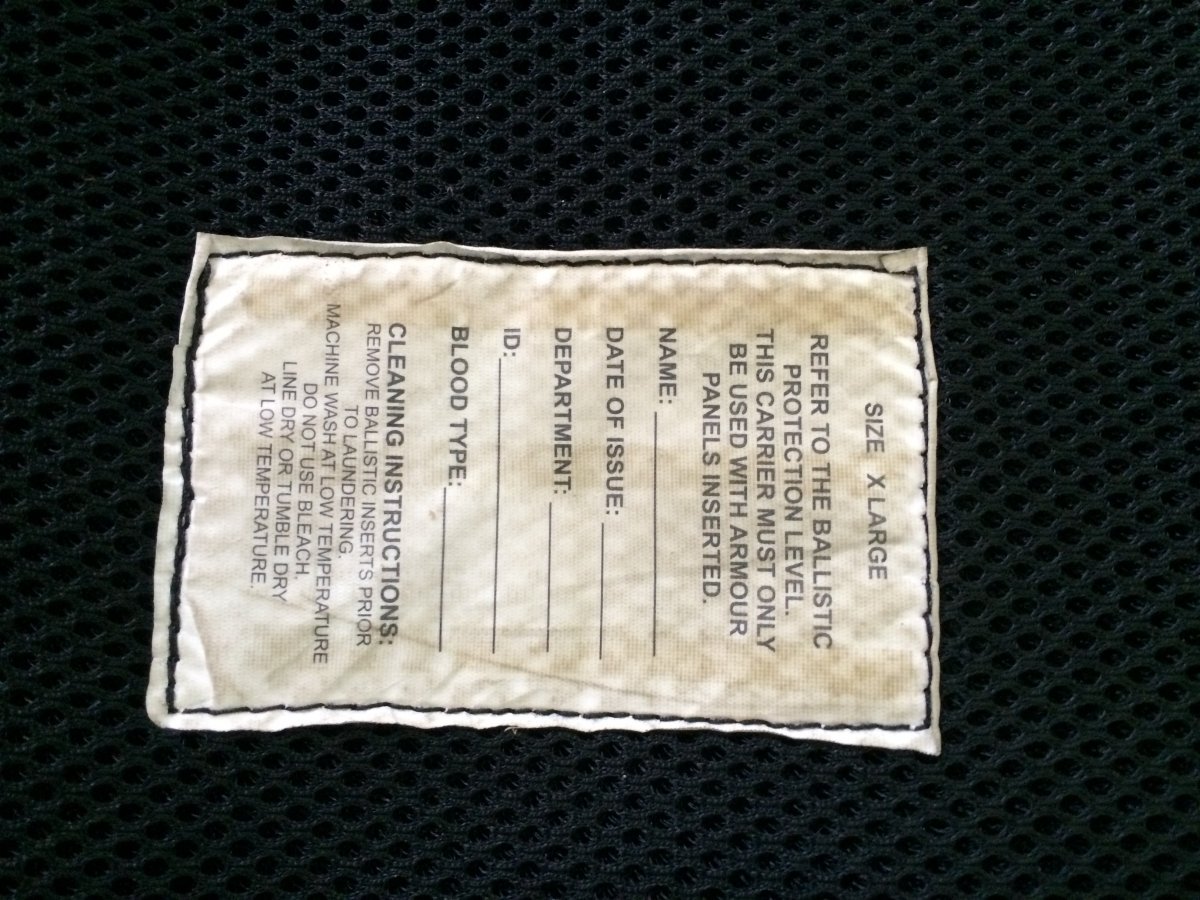 SIZE X LARGE
REFER TO THE BALLISTIC
PROTECTION LEVEL.
THIS CARRIER MUST ONLY
BE USED WITH ARMOUR
PANELS INSERTED.
NAME:
DATE OF ISSUE:
DEPARTMENT:
ID:
BLOOD TYPE:
CLEANING INSTRUCTIONS:
REMOVE BALLISTIC INSERTS PRIOR
TO LAUNDERING.
MACHINE WASH AT LOW TEMPERATURE
DO NOT USE BLEACH.
LINE DRY OR TUMBLE DRY
AT LOW TEMPERATURE.